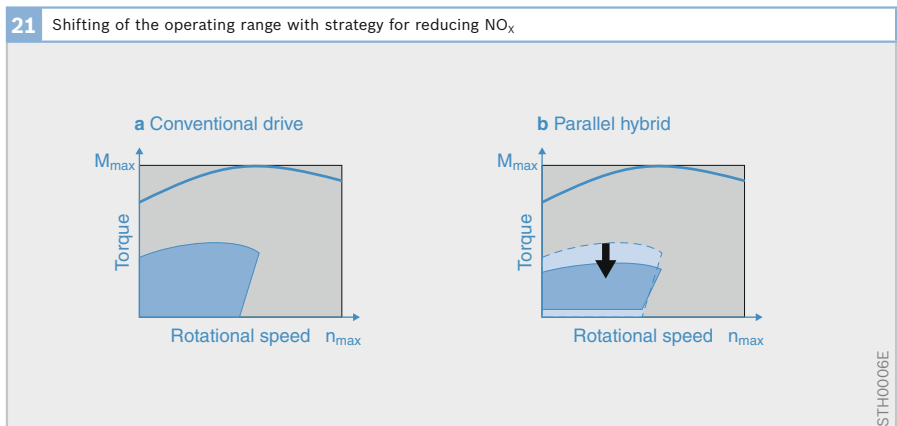 21 Shifting of the operating range with strategy for reducing NOx
a Conventional drive
Mmax
Torque
Rotational speed nmax
b Parallel hybrid
Mmax
Torque
Rotational speed nmax
STH0006E